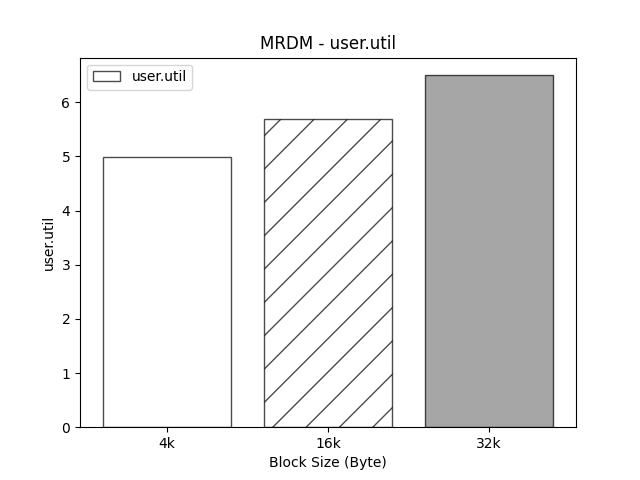 MRDM - user.util
user.util
6
5
4
3
2
1
0
user.util
4k 16k 32k
Block Size (Byte)